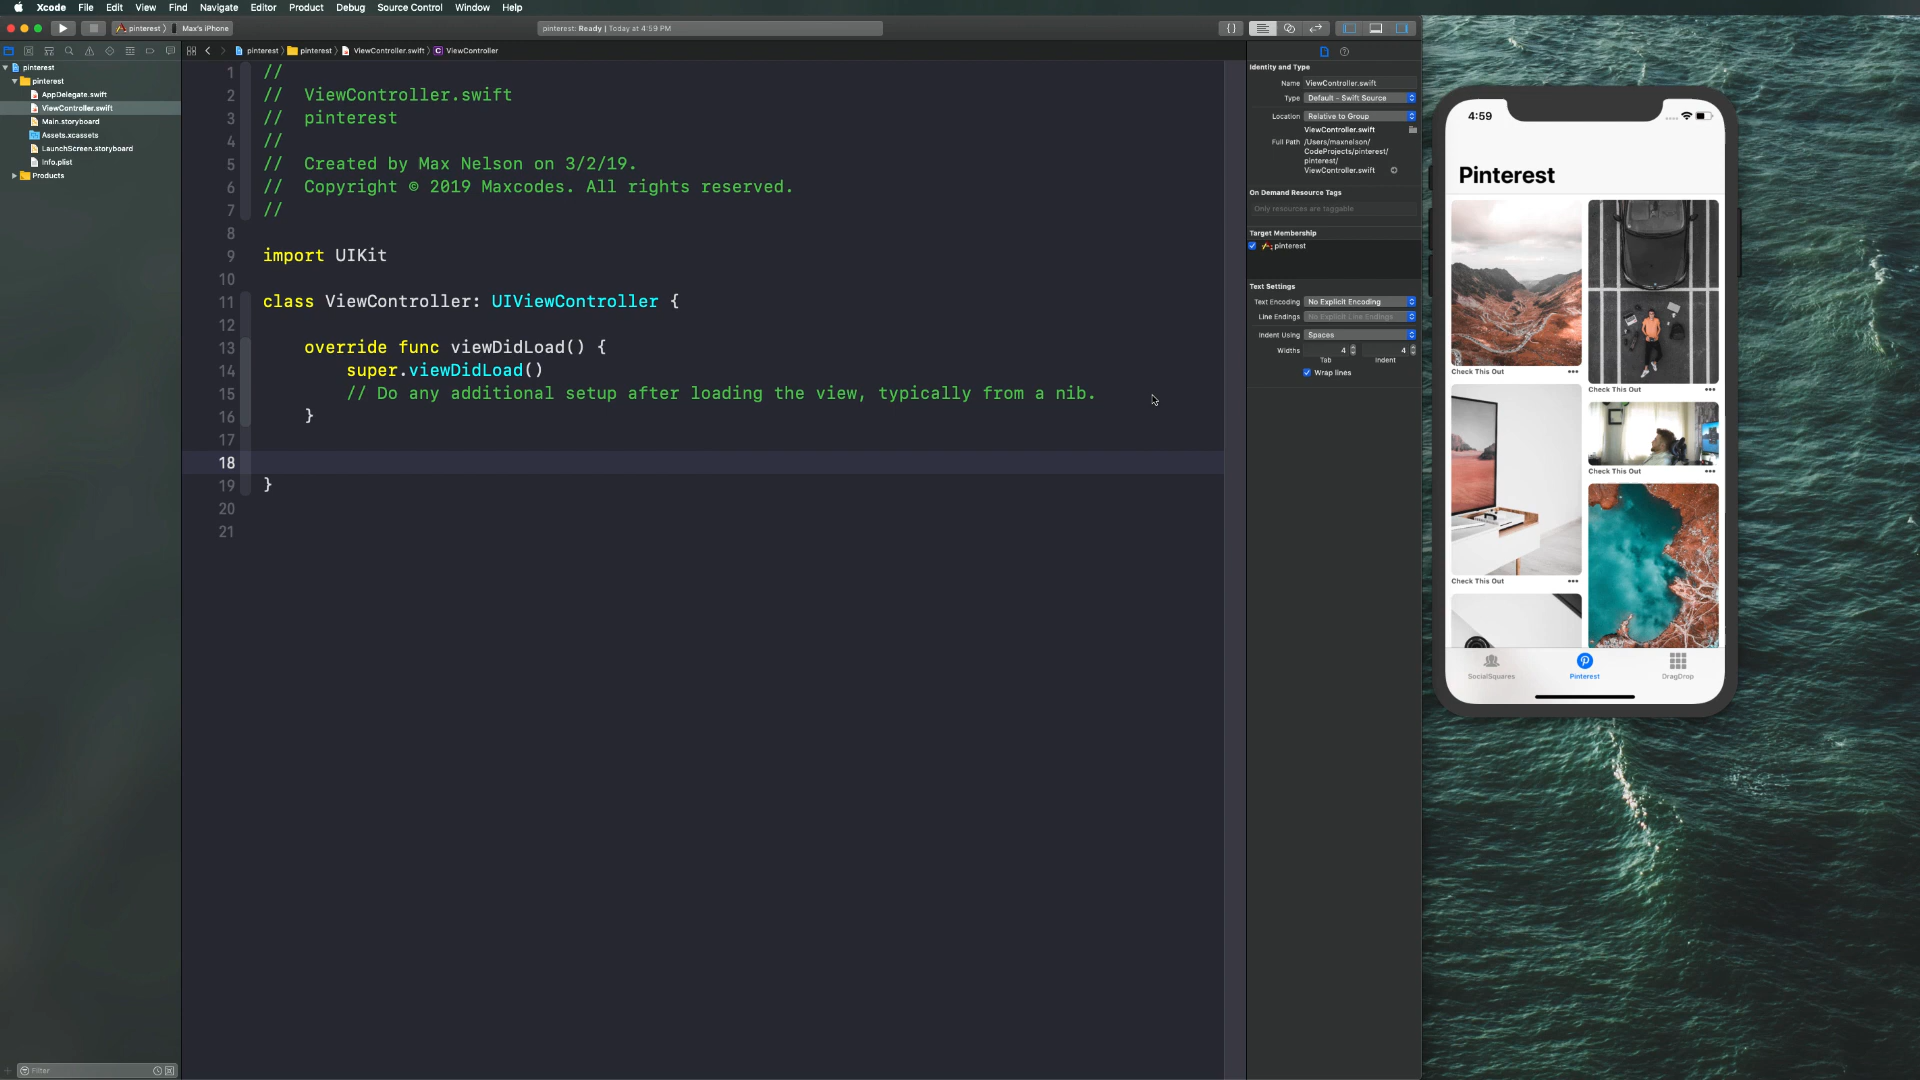 Xcode File Edit View Find Navigate Editor Product Debug Source Control Window Help
pinterest Max's iPhone
pinterest: Ready | Today at 4:59 PM
{ }
pinterest pinterest ViewController.swift C ViewController
pinterest
pinterest
AppDelegate.swift
ViewController.swift
Main.storyboard
Assets.xcassets
LaunchScreen.storyboard
Info.plist
Products
Filter
1 //
2 // ViewController.swift
3 // pinterest
4 //
5 // Created by Max Nelson on 3/2/19.
6 // Copyright © 2019 Maxcodes. All rights reserved.
7 //
8
9 import UIKit
10
11 class ViewController: UIViewController {
12
13 override func viewDidLoad() {
14 super.viewDidLoad()
15 // Do any additional setup after loading the view, typically from a nib.
16 }
17
18
19 }
20
21
Identity and Type
Name ViewController.swift
Type Default - Swift Source
Location Relative to Group
ViewController.swift
Full Path /Users/maxnelson/
CodeProjects/pinterest/
pinterest/
ViewController.swift
On Demand Resource Tags
Only resources are taggable
Target Membership
pinterest
Text Settings
Text Encoding No Explicit Encoding
Line Endings No Explicit Line Endings
Indent Using Spaces
Widths 4 4
Tab Indent
Wrap lines
4:59
Pinterest
Check This Out
Check This Out
Check This Out
Check This Out
SocialSquares Pinterest DragDrop